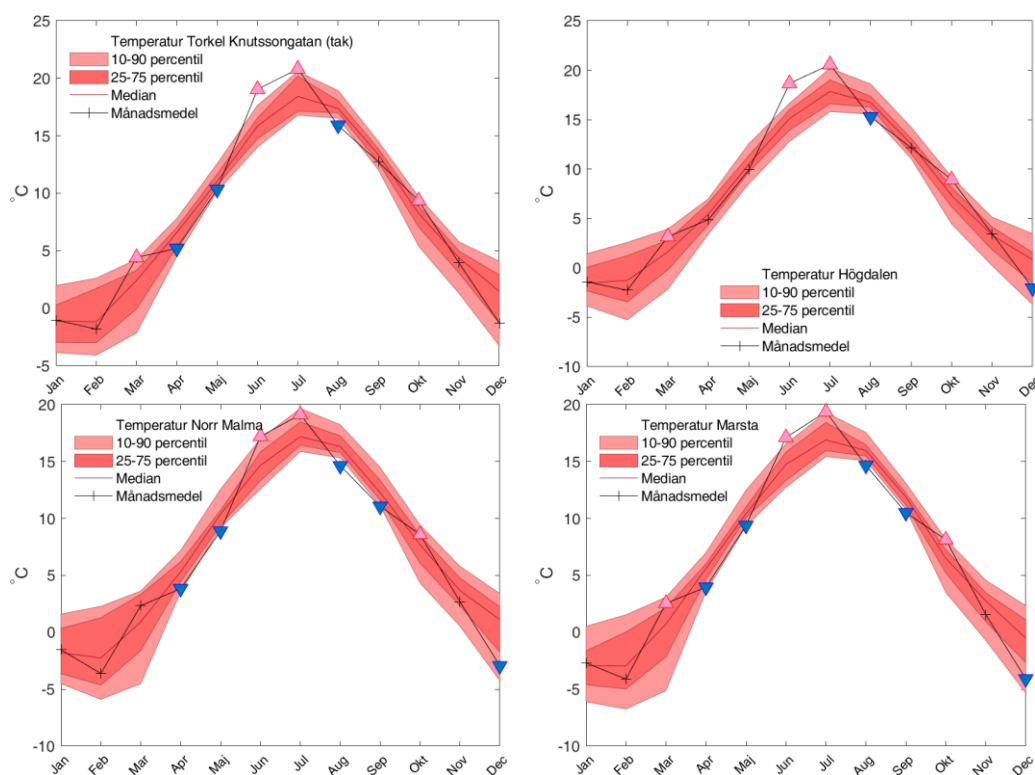 Temperatur Torkel Knutssongatan (tak)
10-90 percentil
25-75 percentil
Median
Månadsmedel
25
20
15
10
5
0
-5
°C
Jan Feb Mar Apr Maj Jun Jul Aug Sep Okt Nov Dec
Temperatur Högdalen
10-90 percentil
25-75 percentil
Median
Månadsmedel
25
20
15
10
5
0
-5
-10
°C
Jan Feb Mar Apr Maj Jun Jul Aug Sep Okt Nov Dec
Temperatur Norr Malma
10-90 percentil
25-75 percentil
Median
Månadsmedel
20
15
10
5
0
-5
-10
°C
Jan Feb Mar Apr Maj Jun Jul Aug Sep Okt Nov Dec
Temperatur Marsta
10-90 percentil
25-75 percentil
Median
Månadsmedel
20
15
10
5
0
-5
-10
°C
Jan Feb Mar Apr Maj Jun Jul Aug Sep Okt Nov Dec